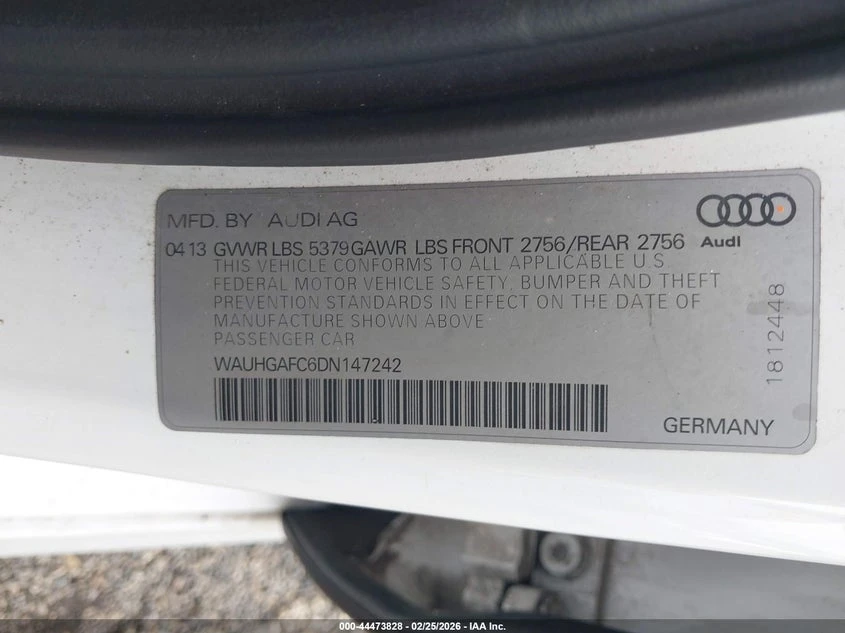 MFD. BY AUDI AG
Audi
04 13 GVWR LBS 5379 GAWR LBS FRONT 2756/REAR 2756
THIS VEHICLE CONFORMS TO ALL APPLICABLE U.S
FEDERAL MOTOR VEHICLE SAFETY, BUMPER AND THEFT
PREVENTION STANDARDS IN EFFECT ON THE DATE OF
MANUFACTURE SHOWN ABOVE
PASSENGER CAR
WAUHGAFC6DN147242
1812448
GERMANY
000-44473828 - 02/25/2026 - IAA Inc.